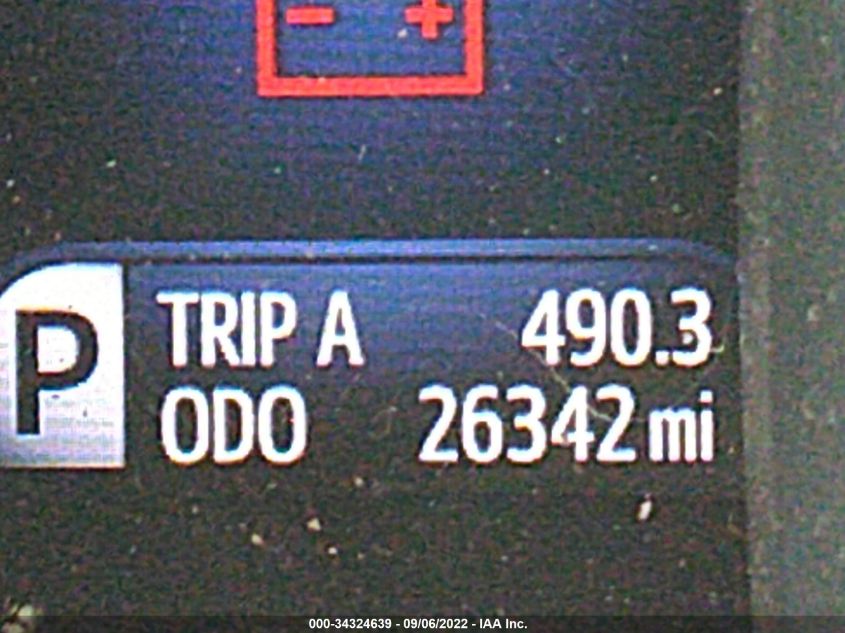 - +
P
TRIP A 490.3
ODO 26342 mi
000-34324639 - 09/06/2022 - IAA Inc.